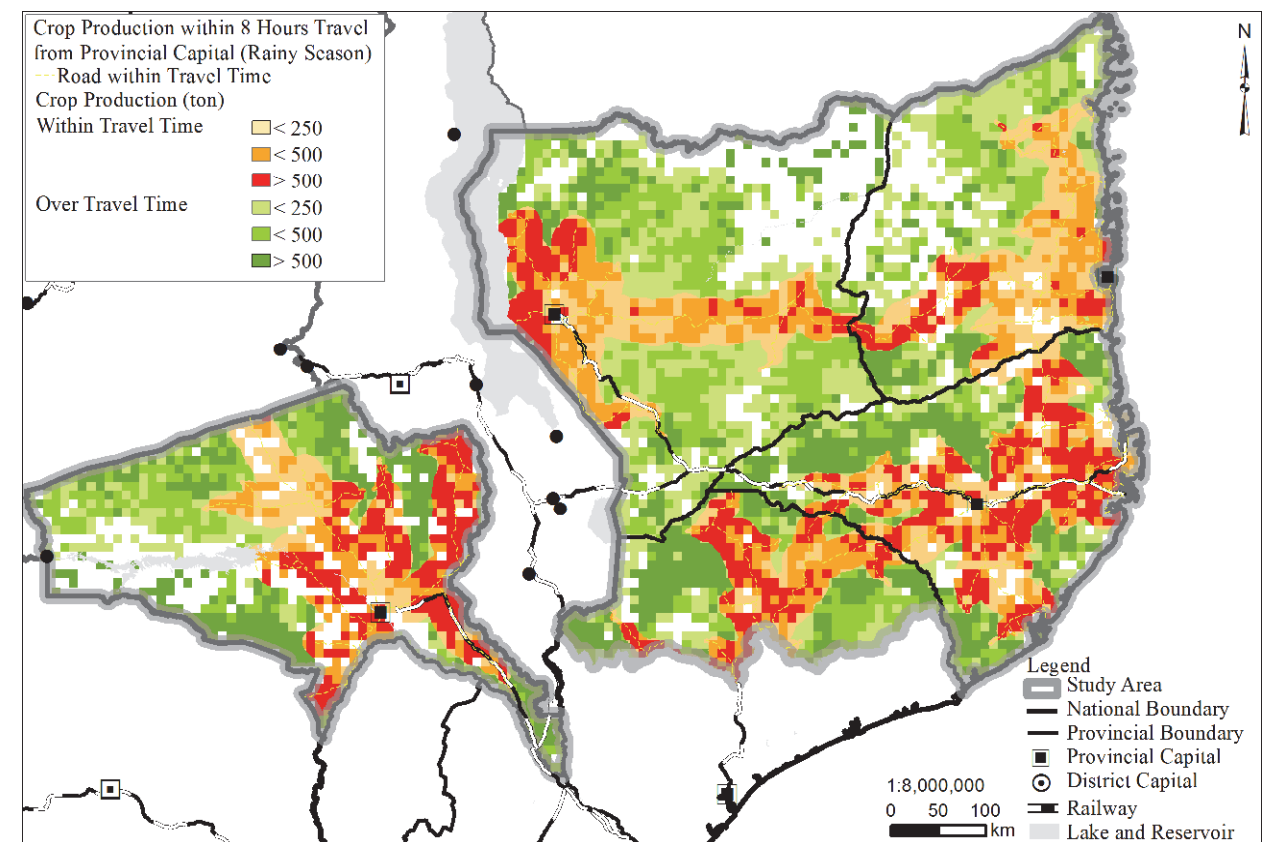 Crop Production within 8 Hours Travel
from Provincial Capital (Rainy Season)
Road within Travel Time
Crop Production (ton)
Within Travel Time
< 250
< 500
> 500
Over Travel Time
< 250
< 500
> 500
N
Legend
Study Area
National Boundary
Provincial Boundary
Provincial Capital
District Capital
Railway
Lake and Reservoir
1:8,000,000
0 50 100
km